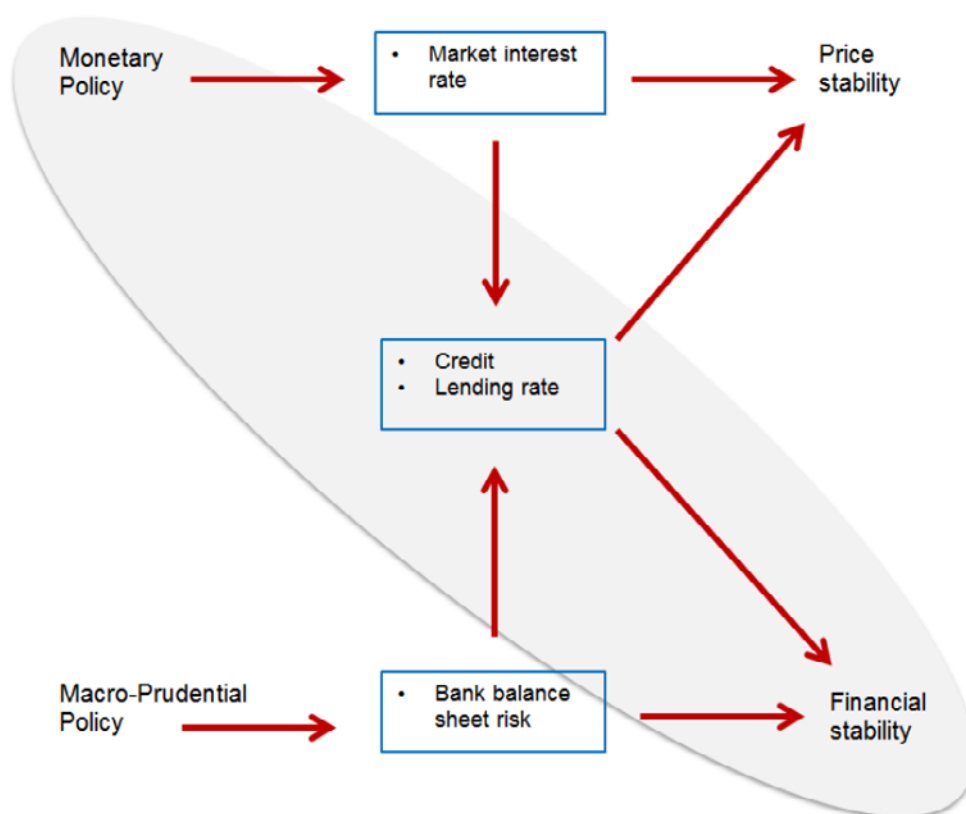 Monetary
Policy
• Market interest
rate
Price
stability
• Credit
• Lending rate
Macro-Prudential
Policy
• Bank balance
sheet risk
Financial
stability